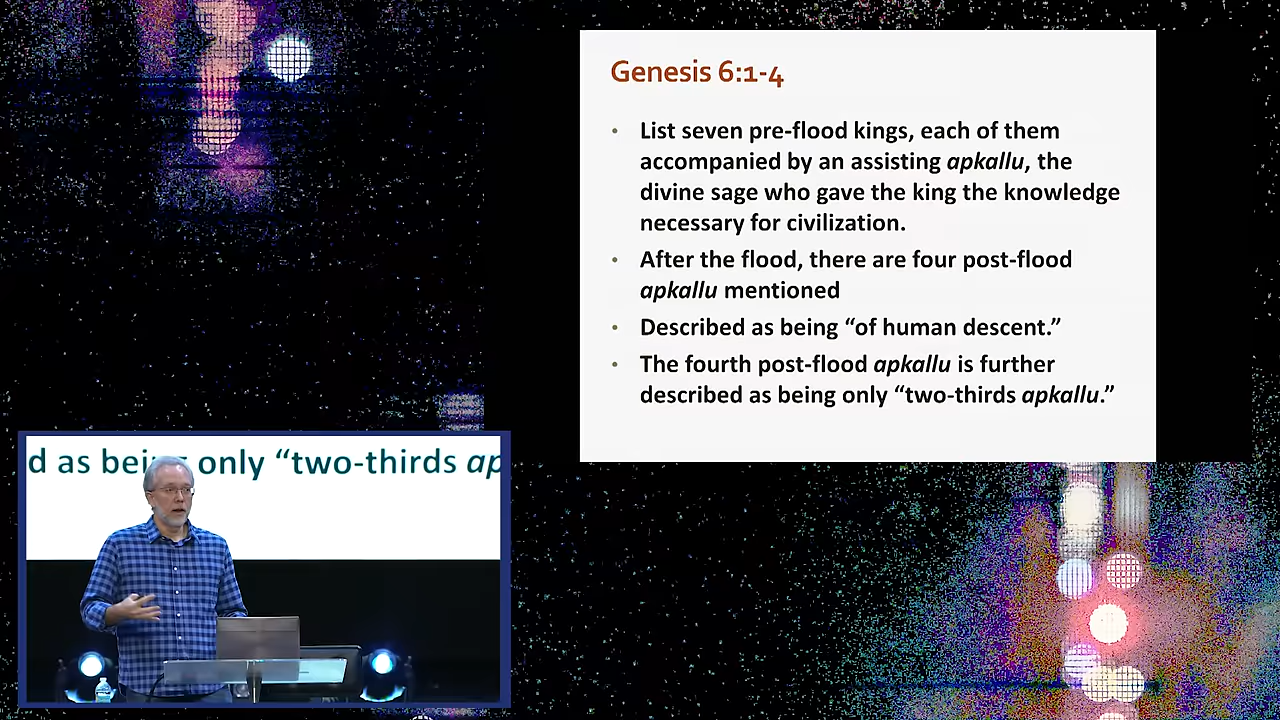 Genesis 6:1-4
• List seven pre-flood kings, each of them
accompanied by an assisting apkallu, the
divine sage who gave the king the knowledge
necessary for civilization.
• After the flood, there are four post-flood
apkallu mentioned
• Described as being “of human descent.”
• The fourth post-flood apkallu is further
described as being only “two-thirds apkallu.”
d as being only “two-thirds ap